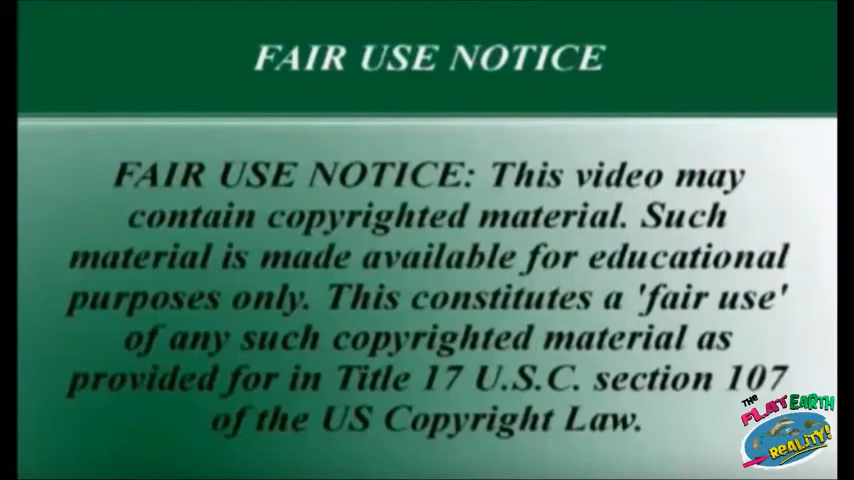 FAIR USE NOTICE
FAIR USE NOTICE: This video may
contain copyrighted material. Such
material is made available for educational
purposes only. This constitutes a 'fair use'
of any such copyrighted material as
provided for in Title 17 U.S.C. section 107
of the US Copyright Law.
THE
FLAT EARTH
REALITY!